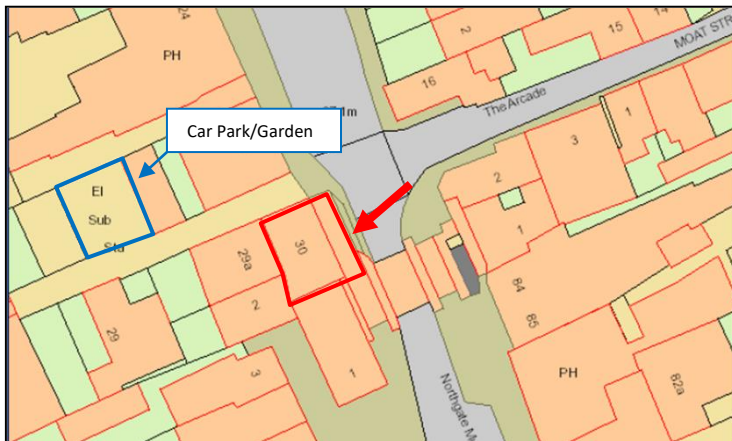 24
PH
2
15
14
MOAT STR
16
The Arcade
1m
Car Park/Garden
1
3
2
El
Sub
Sta
30
29a
1
2
84
29
85
3
1
Northgate M
PH
82a